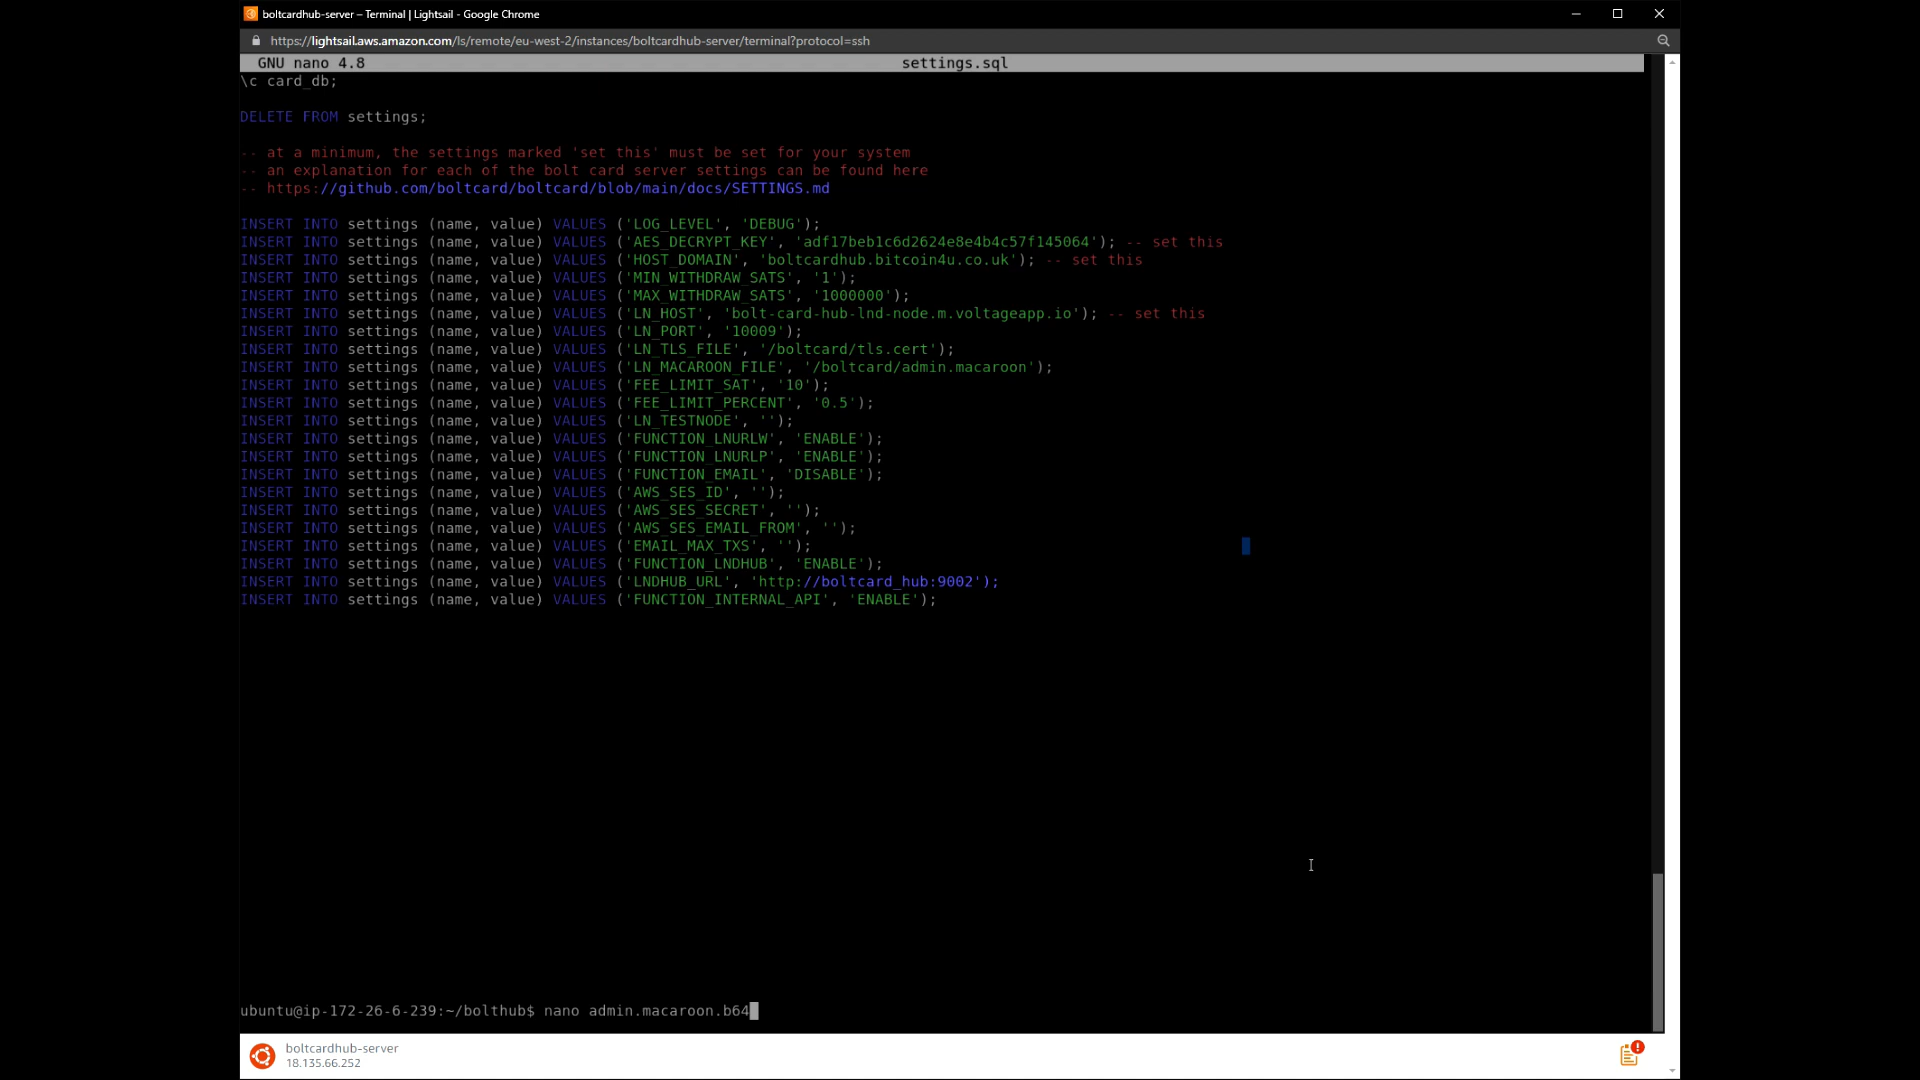 boltcardhub-server – Terminal | Lightsail - Google Chrome
https://lightsail.aws.amazon.com/ls/remote/eu-west-2/instances/boltcardhub-server/terminal?protocol=ssh
GNU nano 4.8 settings.sql
\c card_db;
DELETE FROM settings;
-- at a minimum, the settings marked 'set this' must be set for your system
-- an explanation for each of the bolt card server settings can be found here
-- https://github.com/boltcard/boltcard/blob/main/docs/SETTINGS.md
INSERT INTO settings (name, value) VALUES ('LOG_LEVEL', 'DEBUG');
INSERT INTO settings (name, value) VALUES ('AES_DECRYPT_KEY', 'adf17beb1c6d2624e8e4b4c57f145064'); -- set this
INSERT INTO settings (name, value) VALUES ('HOST_DOMAIN', 'boltcardhub.bitcoin4u.co.uk'); -- set this
INSERT INTO settings (name, value) VALUES ('MIN_WITHDRAW_SATS', '1');
INSERT INTO settings (name, value) VALUES ('MAX_WITHDRAW_SATS', '1000000');
INSERT INTO settings (name, value) VALUES ('LN_HOST', 'bolt-card-hub-lnd-node.m.voltageapp.io'); -- set this
INSERT INTO settings (name, value) VALUES ('LN_PORT', '10009');
INSERT INTO settings (name, value) VALUES ('LN_TLS_FILE', '/boltcard/tls.cert');
INSERT INTO settings (name, value) VALUES ('LN_MACAROON_FILE', '/boltcard/admin.macaroon');
INSERT INTO settings (name, value) VALUES ('FEE_LIMIT_SAT', '10');
INSERT INTO settings (name, value) VALUES ('FEE_LIMIT_PERCENT', '0.5');
INSERT INTO settings (name, value) VALUES ('LN_TESTNODE', '');
INSERT INTO settings (name, value) VALUES ('FUNCTION_LNURLW', 'ENABLE');
INSERT INTO settings (name, value) VALUES ('FUNCTION_LNURLP', 'ENABLE');
INSERT INTO settings (name, value) VALUES ('FUNCTION_EMAIL', 'DISABLE');
INSERT INTO settings (name, value) VALUES ('AWS_SES_ID', '');
INSERT INTO settings (name, value) VALUES ('AWS_SES_SECRET', '');
INSERT INTO settings (name, value) VALUES ('AWS_SES_EMAIL_FROM', '');
INSERT INTO settings (name, value) VALUES ('EMAIL_MAX_TXS', '');
INSERT INTO settings (name, value) VALUES ('FUNCTION_LNDHUB', 'ENABLE');
INSERT INTO settings (name, value) VALUES ('LNDHUB_URL', 'http://boltcard_hub:9002');
INSERT INTO settings (name, value) VALUES ('FUNCTION_INTERNAL_API', 'ENABLE');
ubuntu@ip-172-26-6-239:~/bolthub$ nano admin.macaroon.b64
boltcardhub-server
18.135.66.252